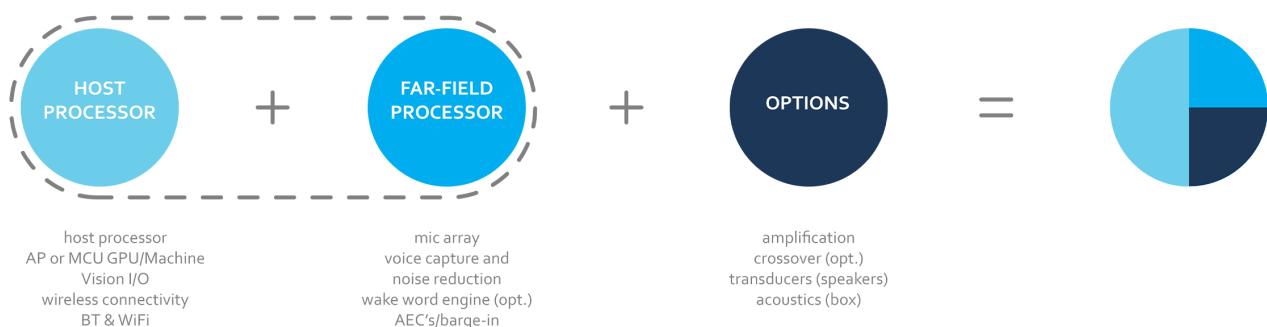 HOST
PROCESSOR
+
FAR-FIELD
PROCESSOR
+
OPTIONS
=
host processor
AP or MCU GPU/Machine
Vision I/O
wireless connectivity
BT & WiFi
mic array
voice capture and
noise reduction
wake word engine (opt.)
AEC's/barge-in
amplification
crossover (opt.)
transducers (speakers)
acoustics (box)